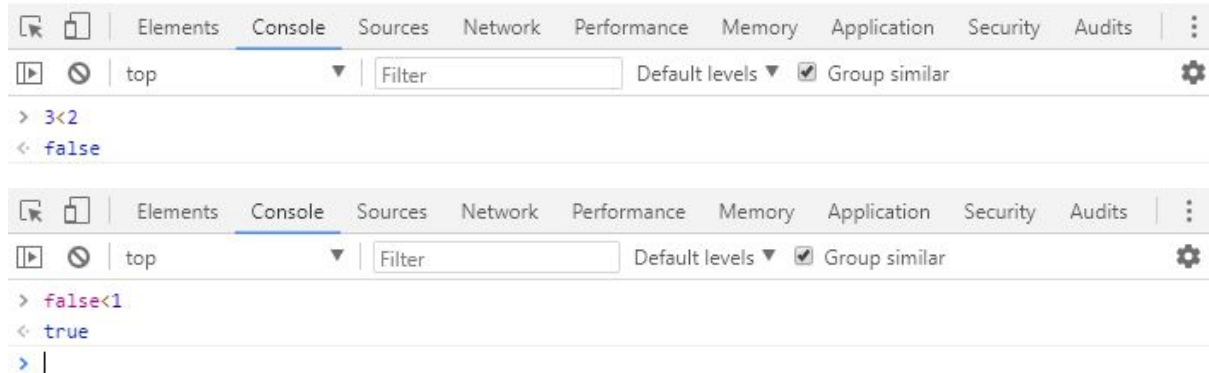 Elements Console Sources Network Performance Memory Application Security Audits
top Filter Default levels Group similar
> 3<2
< false
Elements Console Sources Network Performance Memory Application Security Audits
top Filter Default levels Group similar
> false<1
< true
>